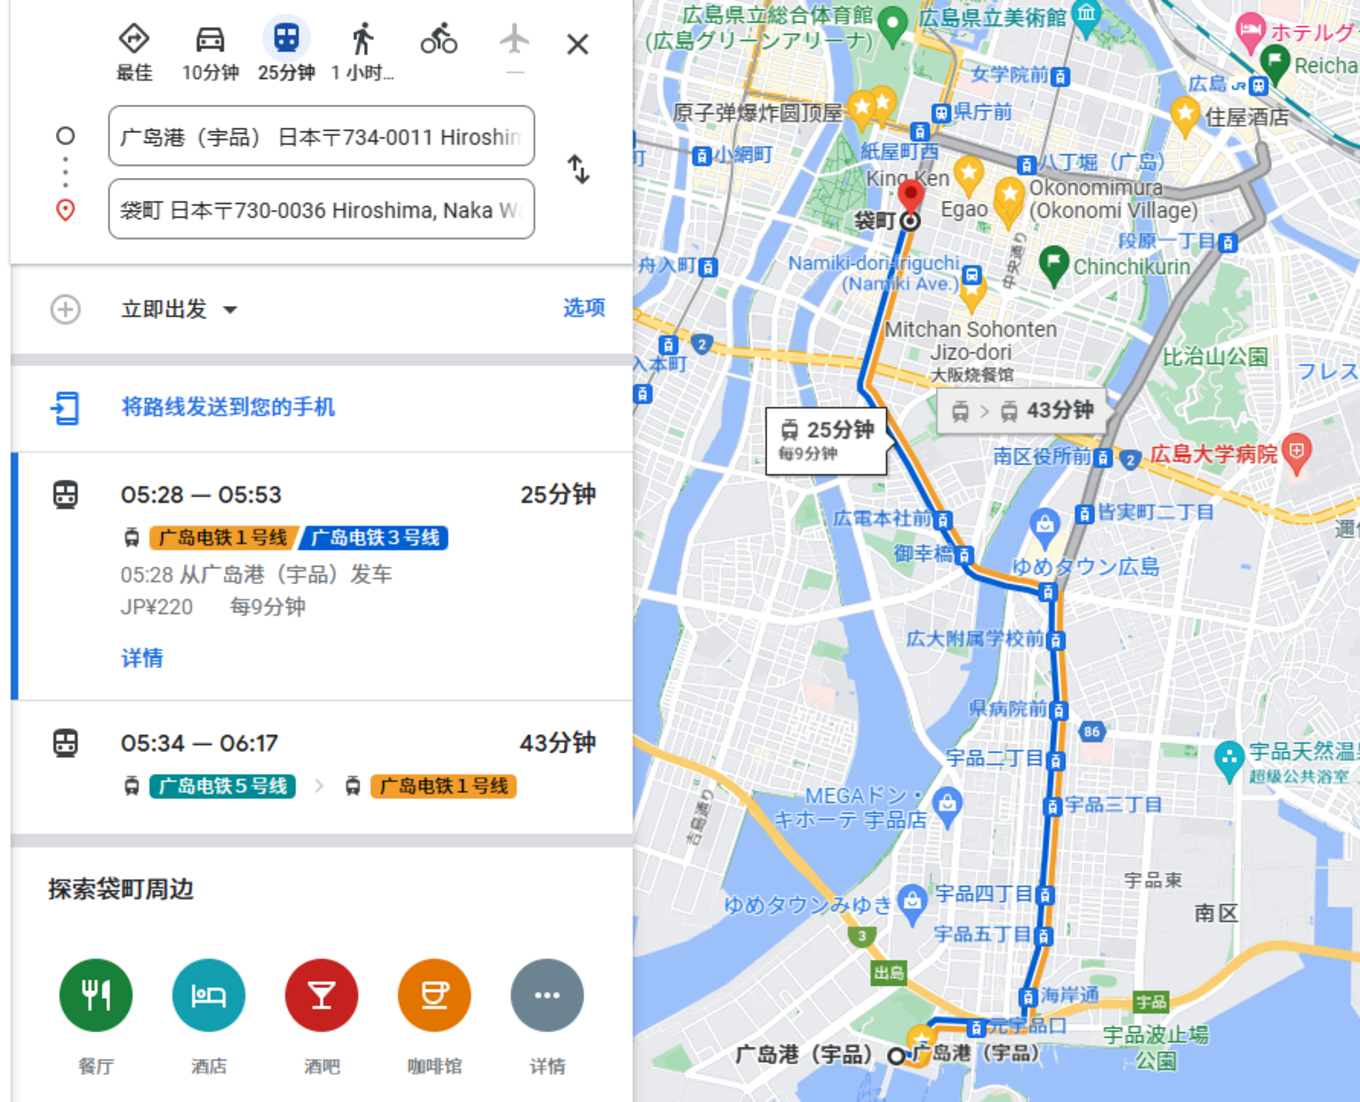 最佳
10分钟
25分钟
1 小时...
—
广岛港（宇品） 日本〒734-0011 Hiroshim
袋町 日本〒730-0036 Hiroshima, Naka W
立即出发
选项
将路线发送到您的手机
05:28 — 05:53
25分钟
广岛电铁１号线
广岛电铁３号线
05:28 从广岛港（宇品）发车
JP¥220 每9分钟
详情
05:34 — 06:17
43分钟
广岛电铁５号线
广岛电铁１号线
探索袋町周边
餐厅
酒店
酒吧
咖啡馆
详情
広島県立総合体育館
(広島グリーンアリーナ)
広島県立美術館
ホテルグ
Reicha
女学院前
広島
JR
住屋酒店
原子弹爆炸圆顶屋
県庁前
町
小網町
紙屋町西
八丁堀（广岛）
King Ken
Egao
Okonomimura
(Okonomi Village)
袋町
中央通り
段原一丁目
舟入町
Namiki-dori-iriguchi
(Namiki Ave.)
Chinchikurin
2
Mitchan Sohonten
Jizo-dori
大阪烧餐馆
比治山公園
入本町
フレス
25分钟
每9分钟
43分钟
南区役所前
2
広島大学病院
広電本社前
皆実町二丁目
御幸橋
ゆめタウン広島
広大附属学校前
県病院前
86
宇品二丁目
宇品天然温
超級公共浴室
MEGAドン・
キホーテ 宇品店
宇品三丁目
吉島通り
宇品東
ゆめタウンみゆき
宇品四丁目
南区
3
宇品五丁目
出島
海岸通
宇品
元宇品口
宇品波止場
公園
广岛港（宇品）
广岛港（宇品）